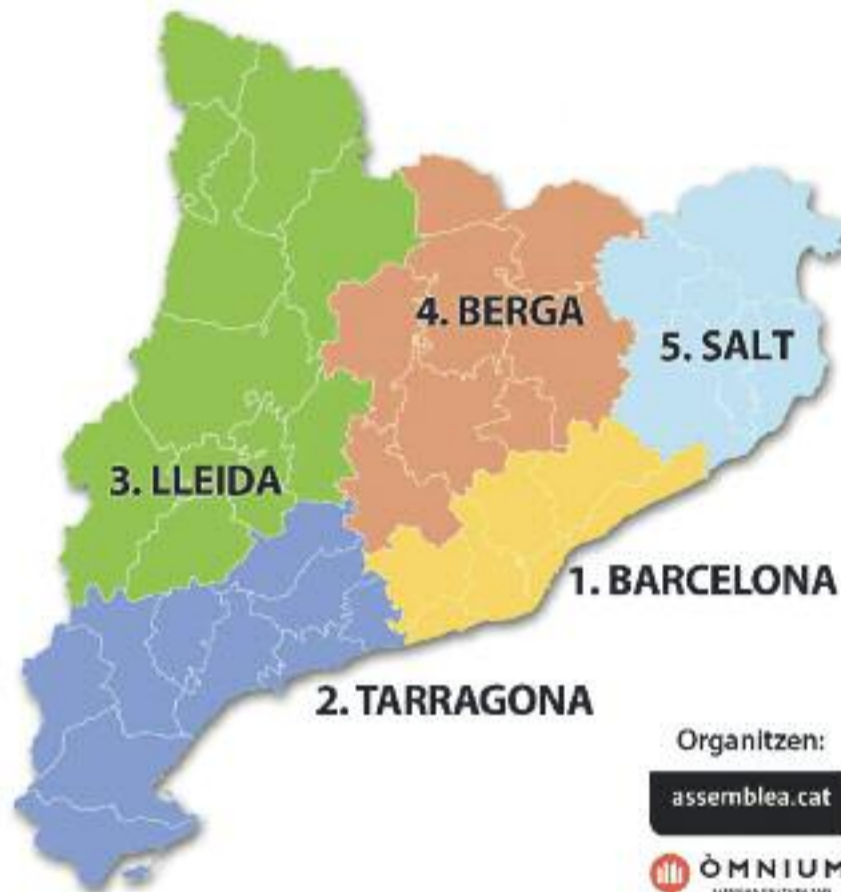 4. BERGA
5. SALT
3. LLEIDA
1. BARCELONA
2. TARRAGONA
Organitzen:
assemblea.cat
ÒMNIUM